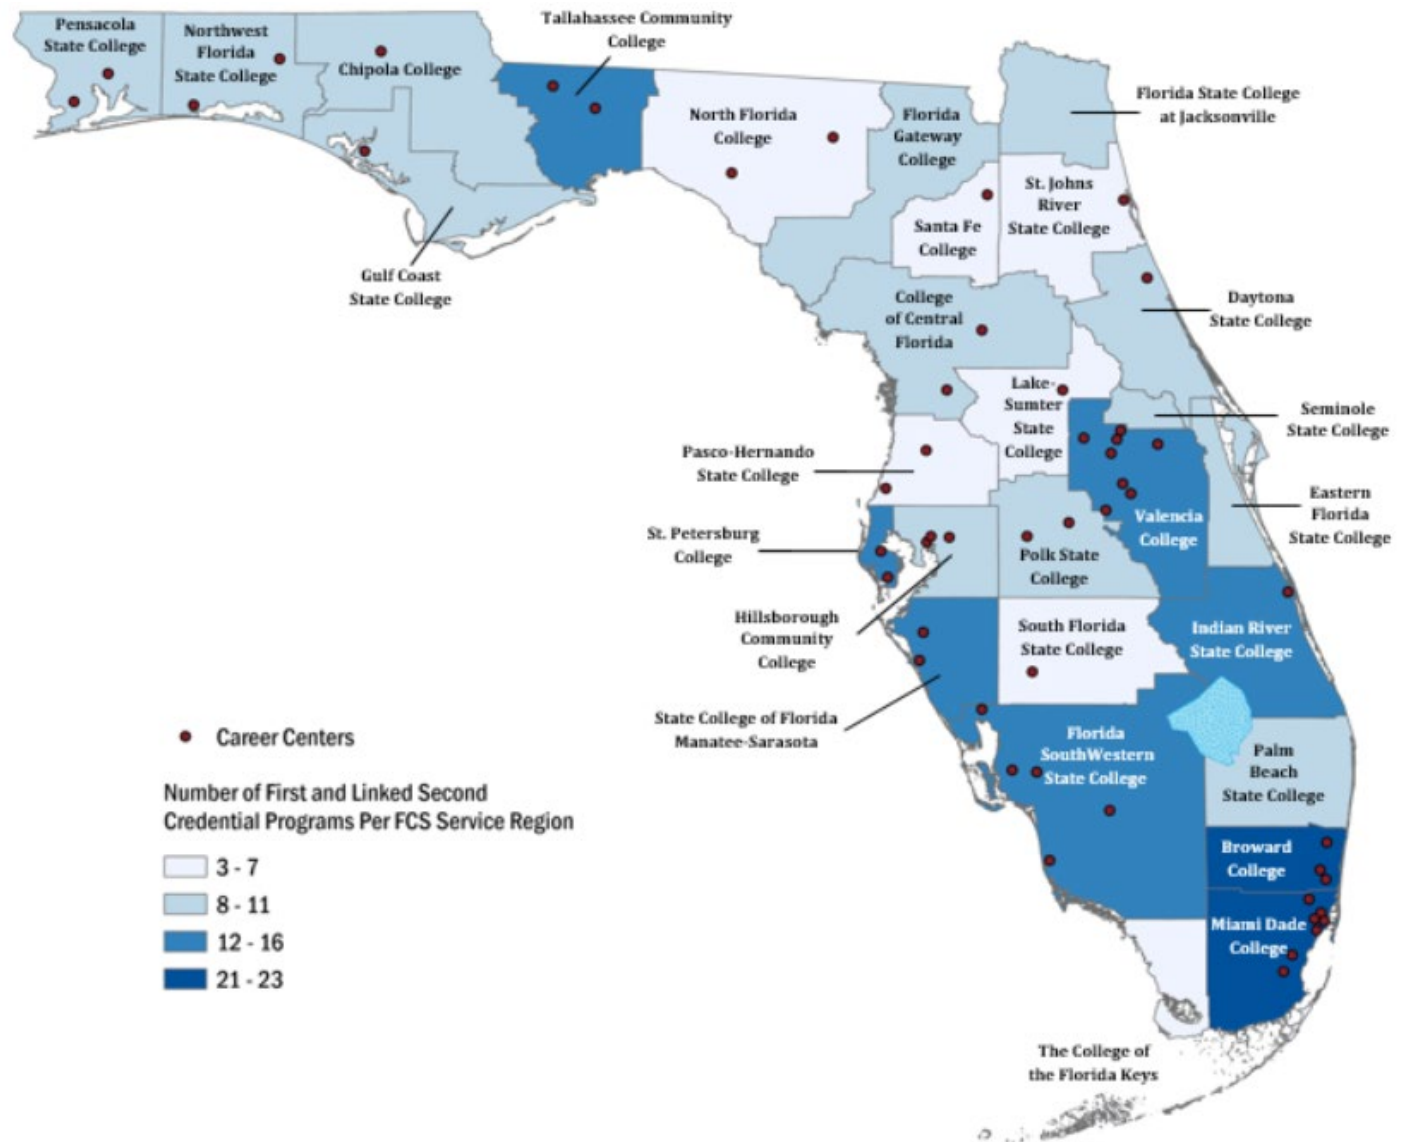 Pensacola
State College
Northwest
Florida
State College
Chipola College
Tallahassee Community
College
North Florida
College
Florida
Gateway
College
Florida State College
at Jacksonville
St. Johns
River
State College
Santa Fe
College
Gulf Coast
State College
College
of Central
Florida
Daytona
State College
Lake-
Sumter
State
College
Seminole
State College
Pasco-Hernando
State College
Eastern
Florida
State College
Valencia
College
St. Petersburg
College
Polk State
College
Hillsborough
Community
College
South Florida
State College
Indian River
State College
State College of Florida
Manatee-Sarasota
Florida
SouthWestern
State College
Palm
Beach
State College
Broward
College
Miami Dade
College
The College of
the Florida Keys
Career Centers
Number of First and Linked Second
Credential Programs Per FCS Service Region
3 - 7
8 - 11
12 - 16
21 - 23